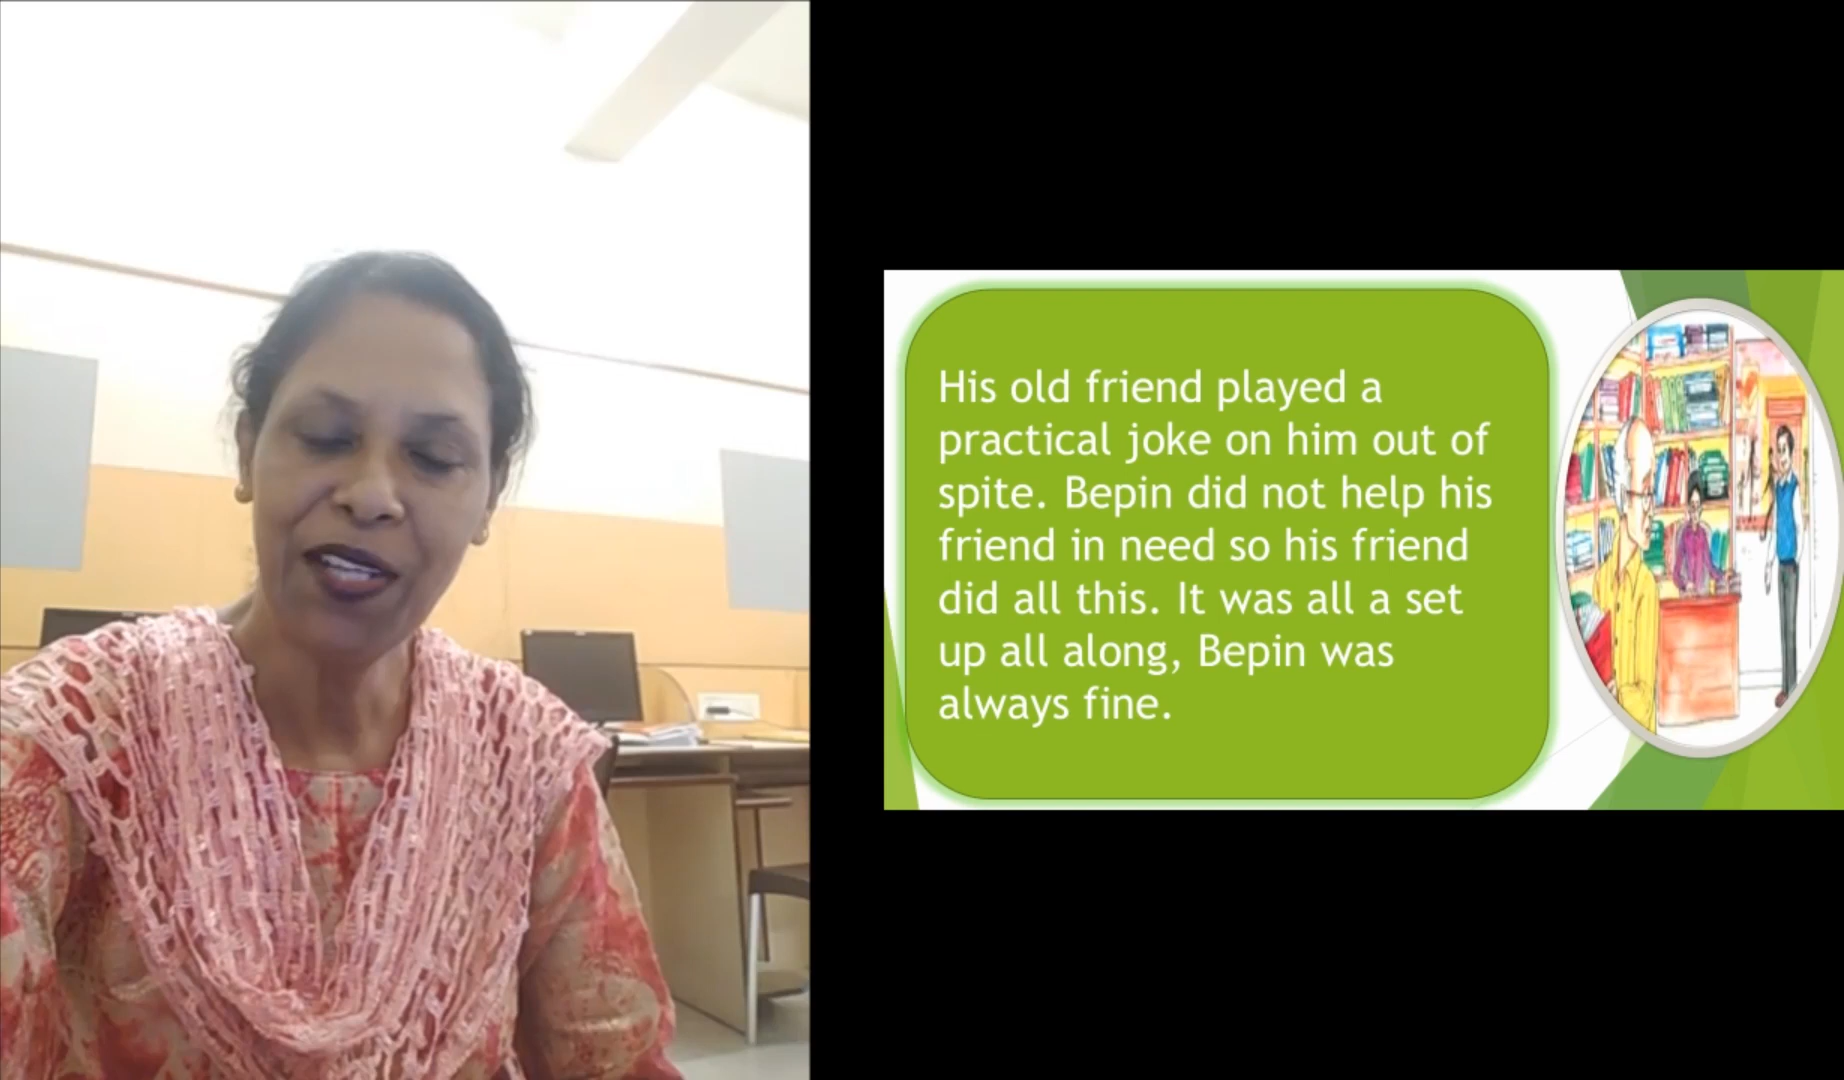 His old friend played a
practical joke on him out of
spite. Bepin did not help his
friend in need so his friend
did all this. It was all a set
up all along, Bepin was
always fine.